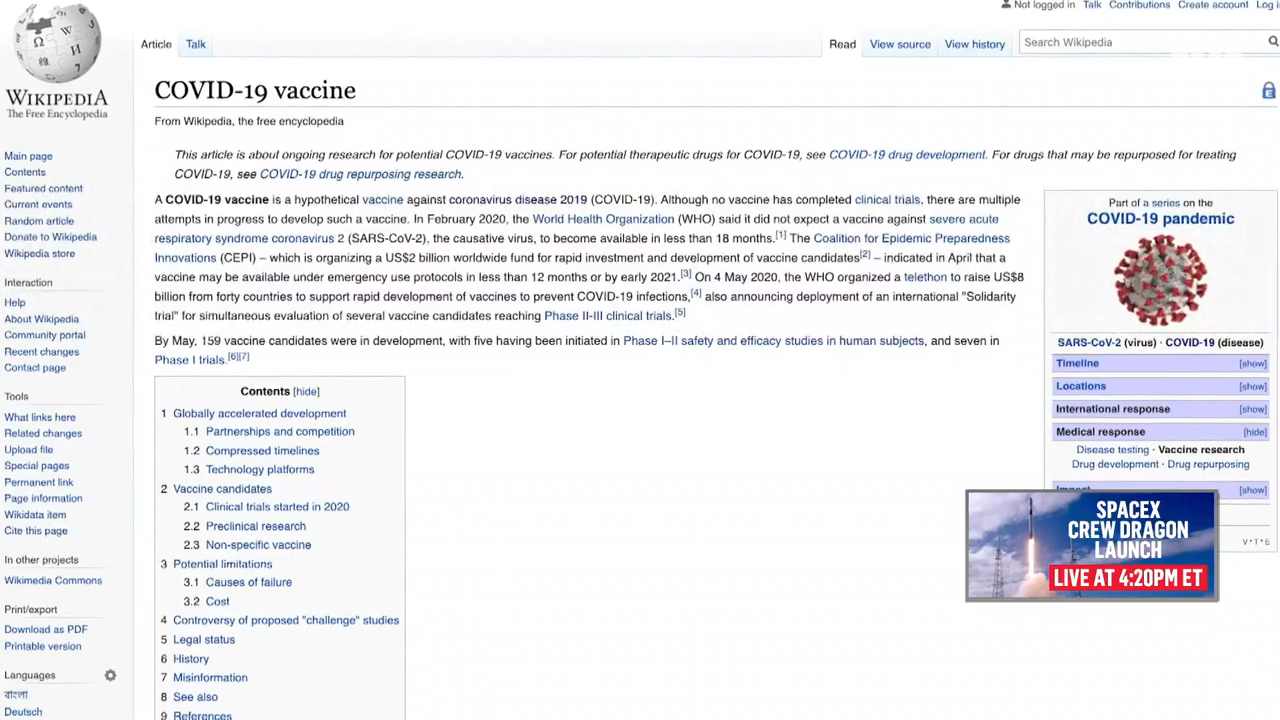 Not logged in Talk Contributions Create account Log i
Article Talk Read View source View history Search Wikipedia
WIKIPEDIA
The Free Encyclopedia
COVID-19 vaccine
From Wikipedia, the free encyclopedia
This article is about ongoing research for potential COVID-19 vaccines. For potential therapeutic drugs for COVID-19, see COVID-19 drug development. For drugs that may be repurposed for treating
COVID-19, see COVID-19 drug repurposing research.
A COVID-19 vaccine is a hypothetical vaccine against coronavirus disease 2019 (COVID-19). Although no vaccine has completed clinical trials, there are multiple
attempts in progress to develop such a vaccine. In February 2020, the World Health Organization (WHO) said it did not expect a vaccine against severe acute
respiratory syndrome coronavirus 2 (SARS-CoV-2), the causative virus, to become available in less than 18 months.[1] The Coalition for Epidemic Preparedness
Innovations (CEPI) – which is organizing a US$2 billion worldwide fund for rapid investment and development of vaccine candidates[2] – indicated in April that a
vaccine may be available under emergency use protocols in less than 12 months or by early 2021.[3] On 4 May 2020, the WHO organized a telethon to raise US$8
billion from forty countries to support rapid development of vaccines to prevent COVID-19 infections,[4] also announcing deployment of an international "Solidarity
trial" for simultaneous evaluation of several vaccine candidates reaching Phase II-III clinical trials.[5]
By May, 159 vaccine candidates were in development, with five having been initiated in Phase I–II safety and efficacy studies in human subjects, and seven in
Phase I trials.[6][7]
Contents [hide]
1 Globally accelerated development
1.1 Partnerships and competition
1.2 Compressed timelines
1.3 Technology platforms
2 Vaccine candidates
2.1 Clinical trials started in 2020
2.2 Preclinical research
2.3 Non-specific vaccine
3 Potential limitations
3.1 Causes of failure
3.2 Cost
4 Controversy of proposed "challenge" studies
5 Legal status
6 History
7 Misinformation
8 See also
9 References
Main page
Contents
Featured content
Current events
Random article
Donate to Wikipedia
Wikipedia store
Interaction
Help
About Wikipedia
Community portal
Recent changes
Contact page
Tools
What links here
Related changes
Upload file
Special pages
Permanent link
Page information
Wikidata item
Cite this page
In other projects
Wikimedia Commons
Print/export
Download as PDF
Printable version
Languages
বাংলা
Deutsch
Part of a series on the
COVID-19 pandemic
SARS-CoV-2 (virus) · COVID-19 (disease)
Timeline [show]
Locations [show]
International response [show]
Medical response [hide]
Disease testing · Vaccine research
Drug development · Drug repurposing
Impact [show]
V · T · E
SPACEX
CREW DRAGON
LAUNCH
LIVE AT 4:20PM ET